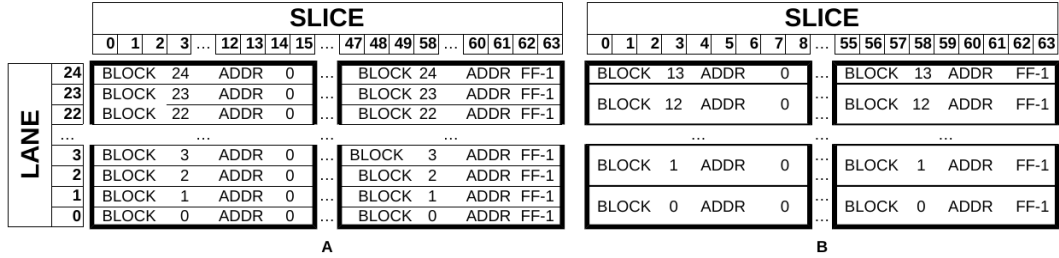 SLICE SLICE
0 1 2 3 ... 12 13 14 15 ... 47 48 49 58 ... 60 61 62 63 0 1 2 3 4 5 6 7 8 ... 55 56 57 58 59 60 61 62 63
LANE
24 BLOCK 24 ADDR 0 ... BLOCK 24 ADDR FF-1 BLOCK 13 ADDR 0 ... BLOCK 13 ADDR FF-1
23 BLOCK 23 ADDR 0 ... BLOCK 23 ADDR FF-1 BLOCK 12 ADDR 0 ... BLOCK 12 ADDR FF-1
22 BLOCK 22 ADDR 0 ... BLOCK 22 ADDR FF-1 ...
... ... ... ... ... ... ...
3 BLOCK 3 ADDR 0 ... BLOCK 3 ADDR FF-1 ...
2 BLOCK 2 ADDR 0 ... BLOCK 2 ADDR FF-1 BLOCK 1 ADDR 0 ... BLOCK 1 ADDR FF-1
1 BLOCK 1 ADDR 0 ... BLOCK 1 ADDR FF-1 ...
0 BLOCK 0 ADDR 0 ... BLOCK 0 ADDR FF-1 BLOCK 0 ADDR 0 ... BLOCK 0 ADDR FF-1
A B